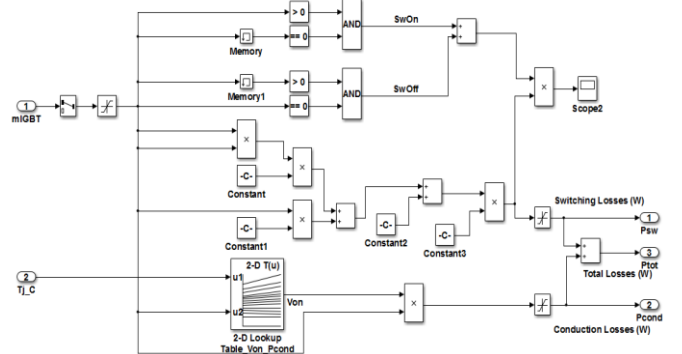 > 0
== 0
AND
SwOn
Memory
+
+
> 0
== 0
AND
SwOff
Memory1
×
Scope2
1
mIGBT
0
×
-C-
Constant
×
-C-
Constant1
×
+
+
-C-
Constant2
+
+
-C-
Constant3
×
Switching Losses (W)
1
Psw
+
+
3
Ptot
Total Losses (W)
2
Tj_C
2-D T(u)
u1
u2
Von
2-D Lookup
Table_Von_Pcond
×
2
Pcond
Conduction Losses (W)